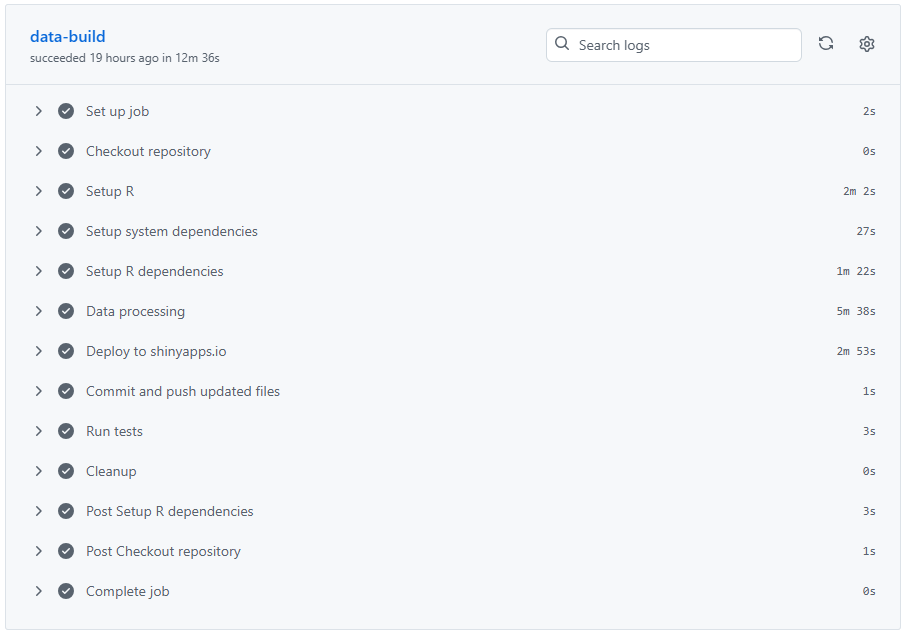 data-build
succeeded 19 hours ago in 12m 36s
Search logs
Set up job 2s
Checkout repository 0s
Setup R 2m 2s
Setup system dependencies 27s
Setup R dependencies 1m 22s
Data processing 5m 38s
Deploy to shinyapps.io 2m 53s
Commit and push updated files 1s
Run tests 3s
Cleanup 0s
Post Setup R dependencies 3s
Post Checkout repository 1s
Complete job 0s